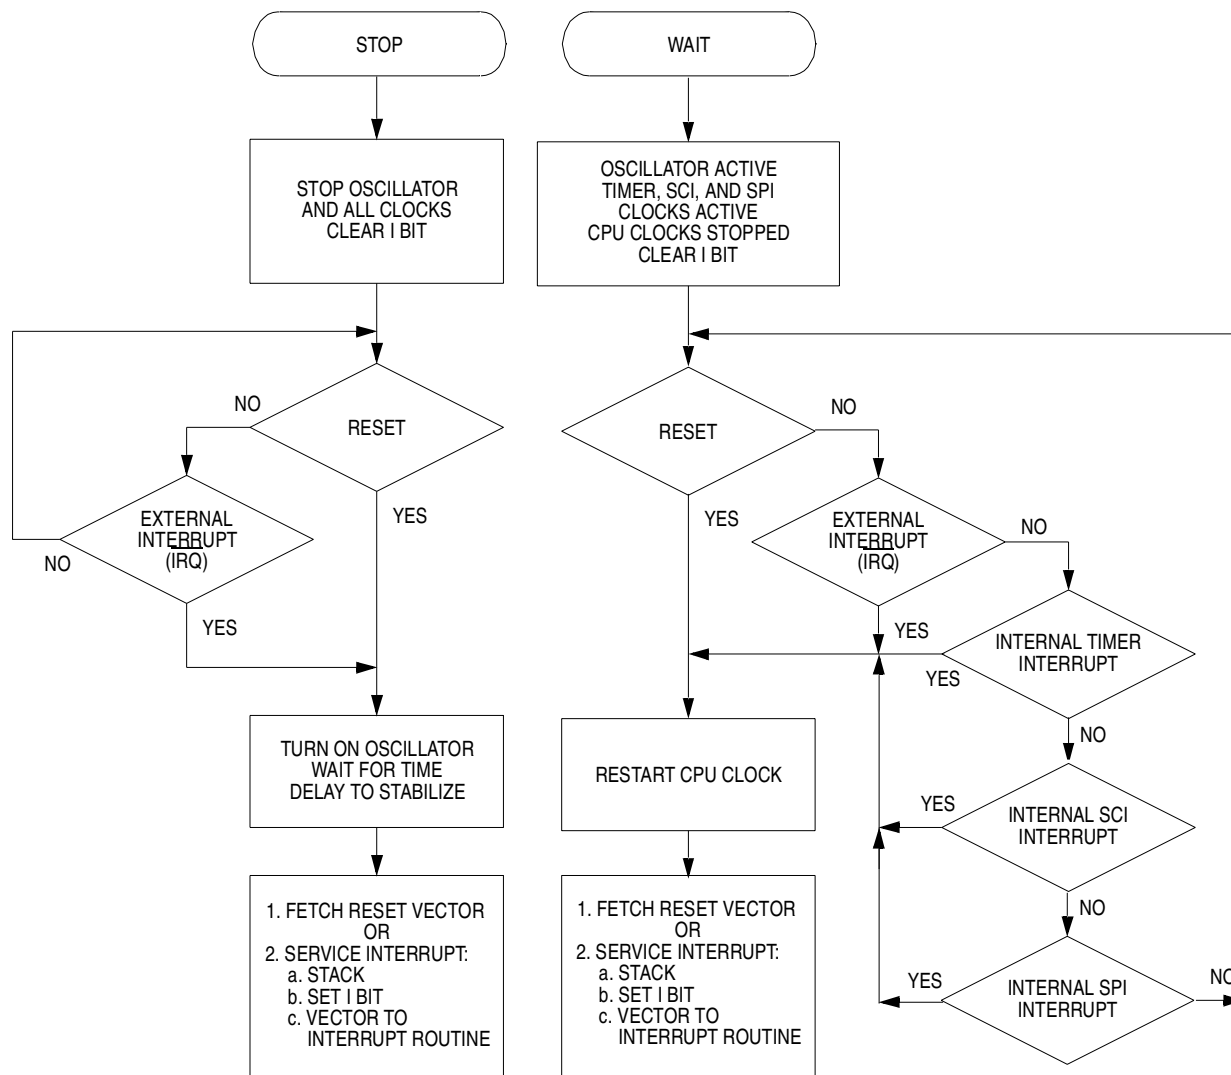 STOP
STOP OSCILLATOR
AND ALL CLOCKS
CLEAR I BIT
RESET
NO
YES
EXTERNAL
INTERRUPT
(IRQ)
NO
YES
TURN ON OSCILLATOR
WAIT FOR TIME
DELAY TO STABILIZE
1. FETCH RESET VECTOR
OR
2. SERVICE INTERRUPT:
a. STACK
b. SET I BIT
c. VECTOR TO
INTERRUPT ROUTINE
WAIT
OSCILLATOR ACTIVE
TIMER, SCI, AND SPI
CLOCKS ACTIVE
CPU CLOCKS STOPPED
CLEAR I BIT
RESET
NO
YES
EXTERNAL
INTERRUPT
(IRQ)
NO
YES
INTERNAL TIMER
INTERRUPT
YES
NO
INTERNAL SCI
INTERRUPT
YES
NO
INTERNAL SPI
INTERRUPT
YES
NO
RESTART CPU CLOCK
1. FETCH RESET VECTOR
OR
2. SERVICE INTERRUPT:
a. STACK
b. SET I BIT
c. VECTOR TO
INTERRUPT ROUTINE